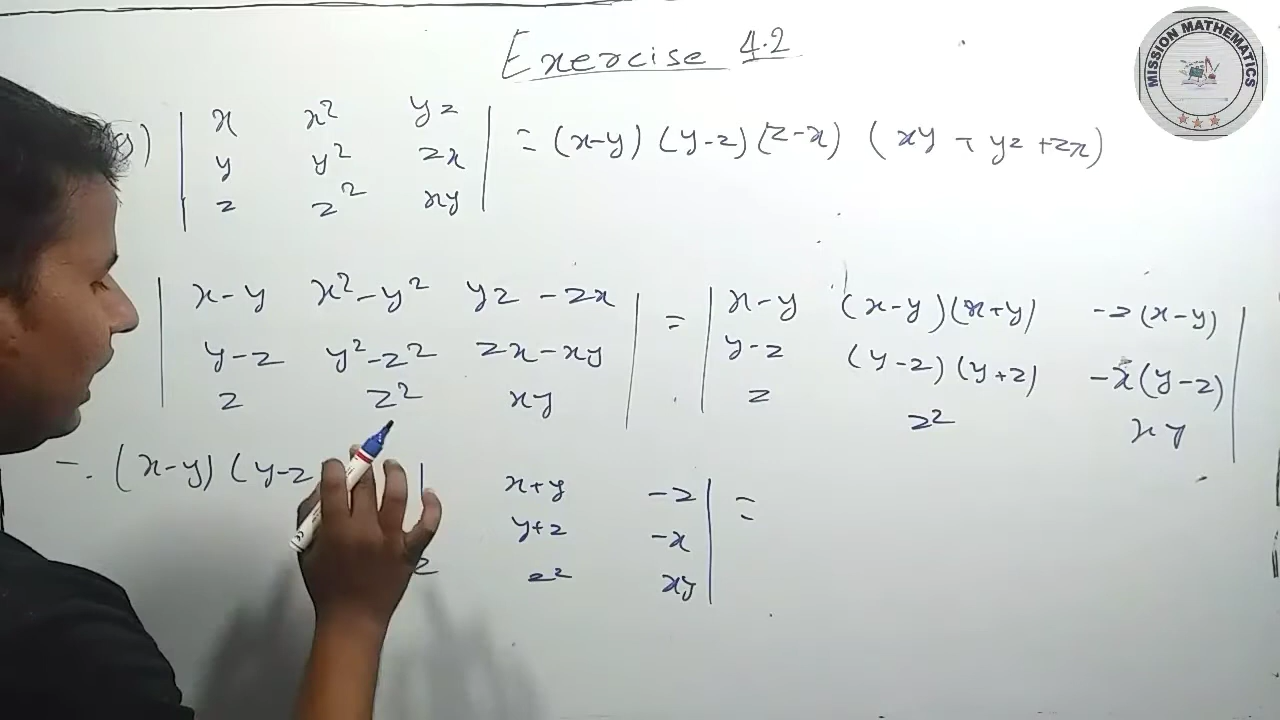 Exercise 4.2
MISSION MATHEMATICS
| x x² yz | = (x-y) (y-z) (z-x) (xy + yz + zx)
| y y² zx |
| z z² xy |
| x-y x²-y² yz-zx | = | x-y (x-y)(x+y) -z(x-y) |
| y-z y²-z² zx-xy | | y-z (y-z)(y+z) -x(y-z) |
| z z² xy | | z z² xy |
(x-y) (y-z | x+y -z | =
y+z -x |
z z² xy |